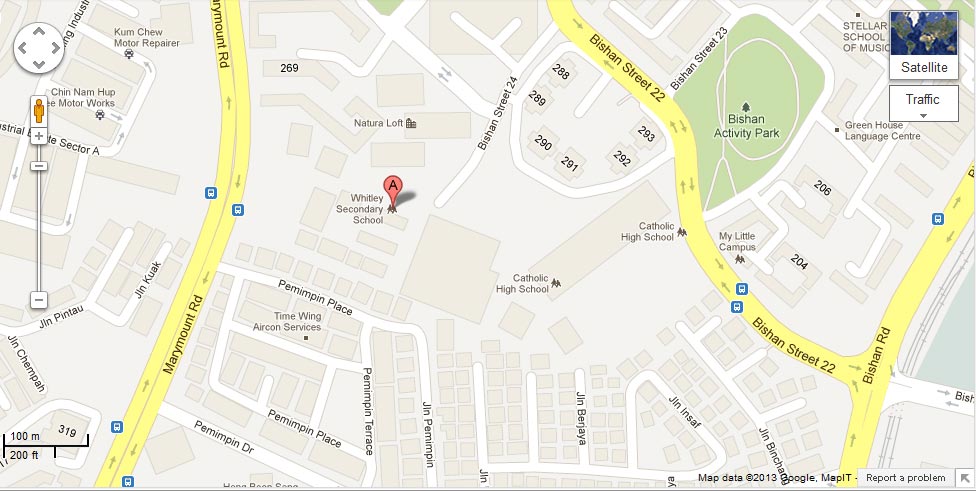 Kum Chew
Motor Repairer
Marymount Rd
269
288
Bishan Street 22
Bishan Street 23
STELLAR
SCHOOL
OF MUSIC
Satellite
Traffic
Chin Nam Hup
Motor Works
Sector A
Natura Loft
Bishan Street 24
289
290
291
292
293
Bishan
Activity Park
Green House
Language Centre
206
A
Whitley
Secondary
School
Catholic
High School
My Little
Campus
204
Catholic
High School
Jln Kuak
Jln Pintau
Jln Chempah
Pemimpin Place
Time Wing
Aircon Services
Marymount Rd
Bishan Street 22
Bishan Rd
Pemimpin Terrace
Jln Pemimpin
Jln Berjaya
Jln Insaf
Jln Binchang
Pemimpin Place
Pemimpin Dr
319
100 m
200 ft
Jln
Map data ©2013 Google, MapIT -
Report a problem